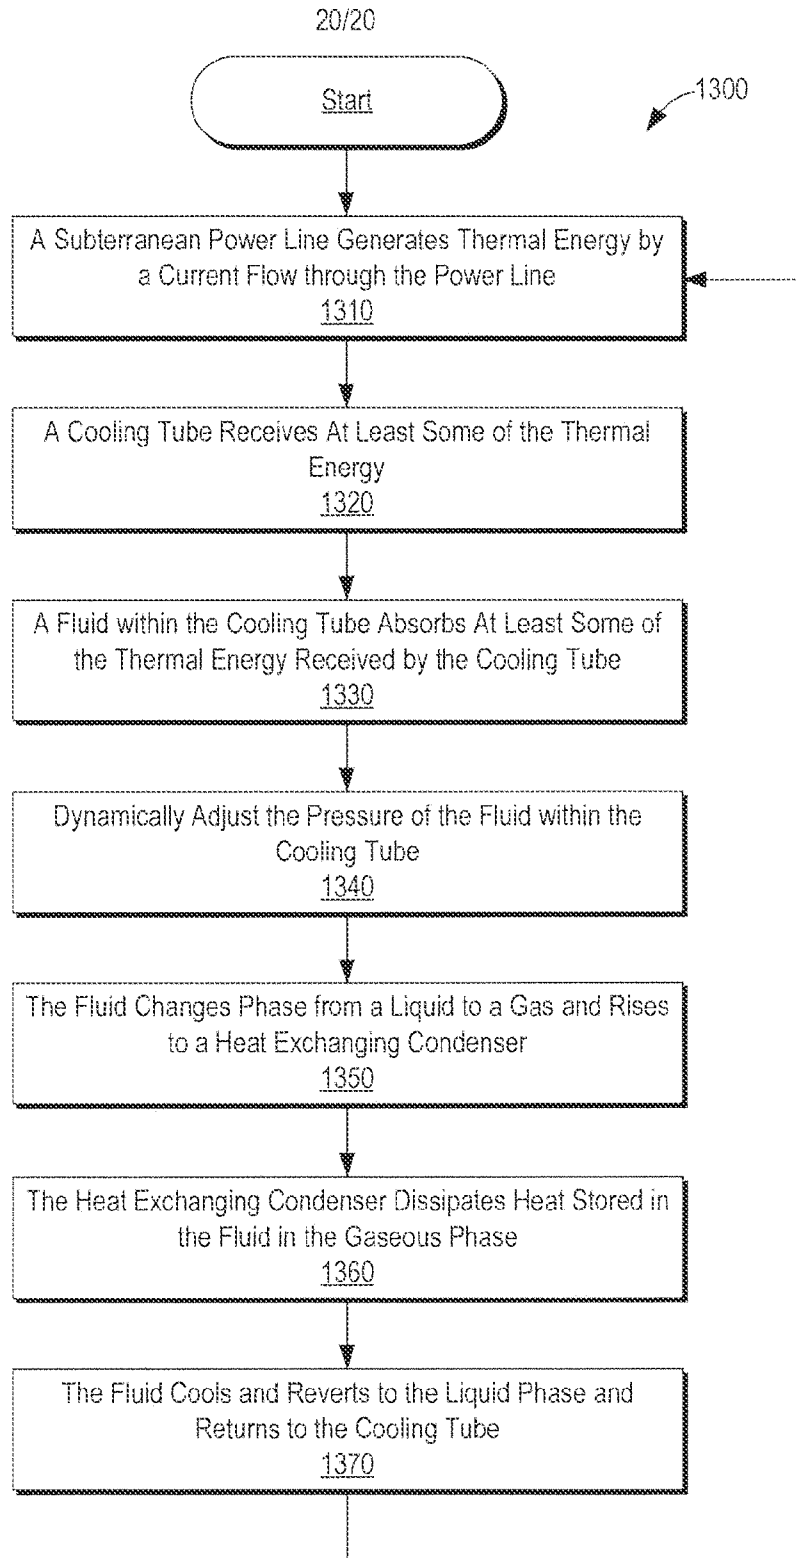 20/20
Start
1300
A Subterranean Power Line Generates Thermal Energy by
a Current Flow through the Power Line
1310
A Cooling Tube Receives At Least Some of the Thermal
Energy
1320
A Fluid within the Cooling Tube Absorbs At Least Some of
the Thermal Energy Received by the Cooling Tube
1330
Dynamically Adjust the Pressure of the Fluid within the
Cooling Tube
1340
The Fluid Changes Phase from a Liquid to a Gas and Rises
to a Heat Exchanging Condenser
1350
The Heat Exchanging Condenser Dissipates Heat Stored in
the Fluid in the Gaseous Phase
1360
The Fluid Cools and Reverts to the Liquid Phase and
Returns to the Cooling Tube
1370